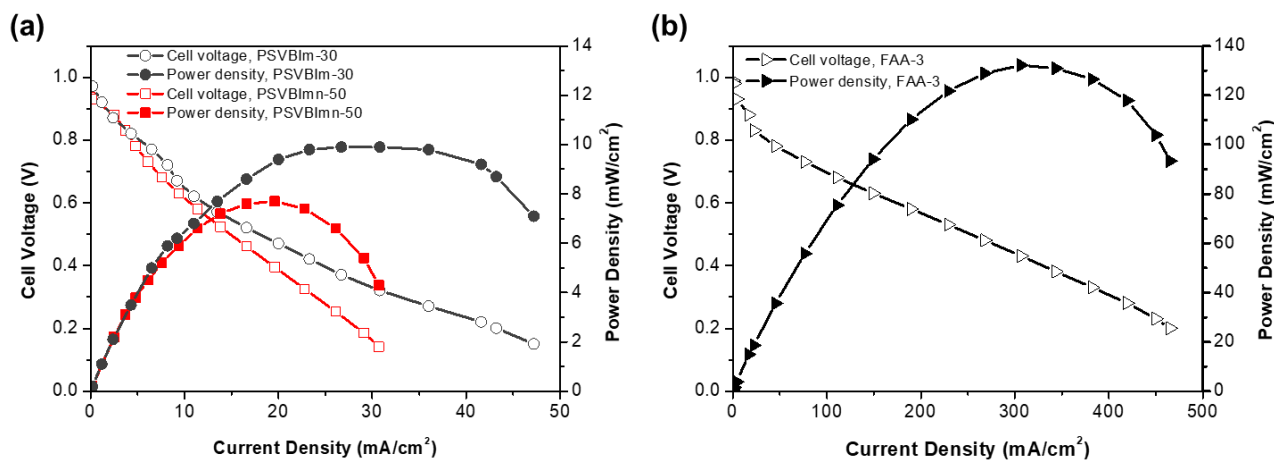 (a)
Cell voltage, PSVBIm-30
Power density, PSVBIm-30
Cell voltage, PSVBImn-50
Power density, PSVBImn-50
Cell Voltage (V)
1.0
0.8
0.6
0.4
0.2
0.0
14
12
10
8
6
4
2
0
Power Density (mW/cm²)
0
10
20
30
40
50
Current Density (mA/cm²)
(b)
Cell voltage, FAA-3
Power density, FAA-3
Cell Voltage (V)
1.0
0.8
0.6
0.4
0.2
0.0
140
120
100
80
60
40
20
0
Power Density (mW/cm²)
0
100
200
300
400
500
Current Density (mA/cm²)